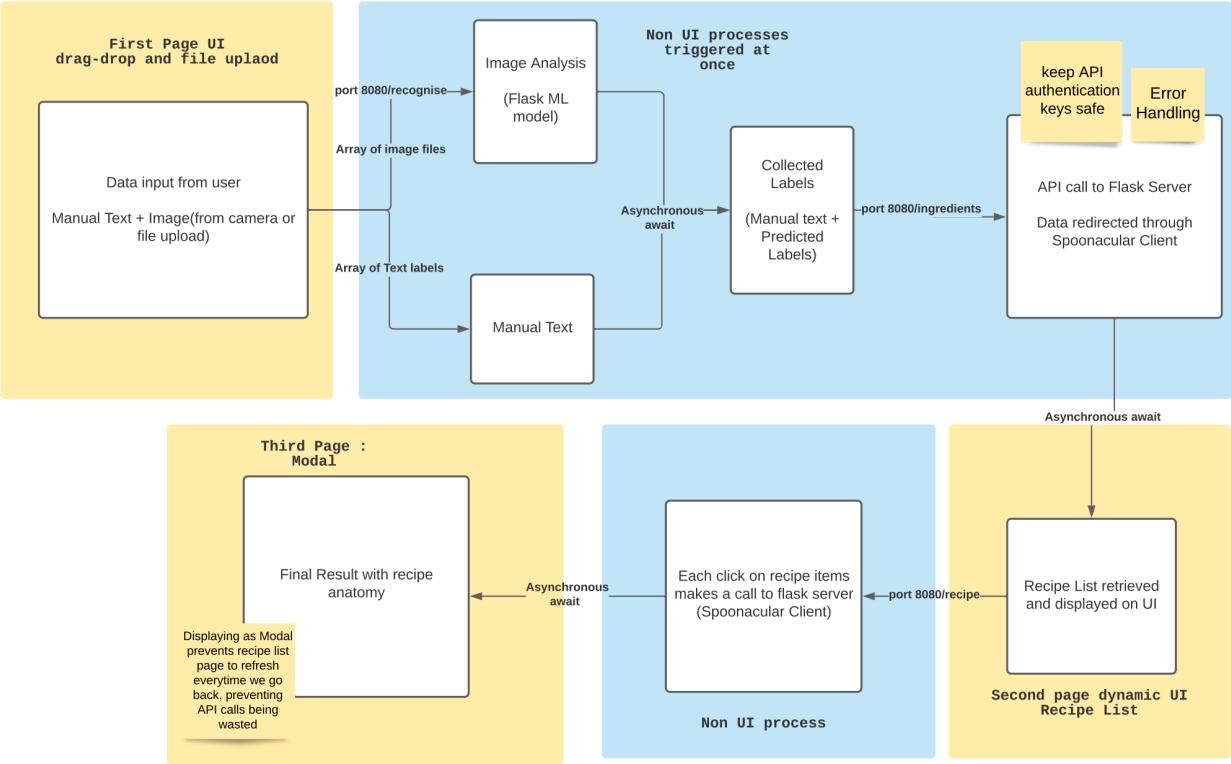 First Page UI
drag-drop and file uplaod
Data input from user
Manual Text + Image(from camera or
file upload)
port 8080/recognise
Array of image files
Array of Text labels
Non UI processes
triggered at
once
Image Analysis
(Flask ML
model)
Manual Text
Asynchronous
await
Collected
Labels
(Manual text +
Predicted
Labels)
port 8080/ingredients
keep API
authentication
keys safe
Error
Handling
API call to Flask Server
Data redirected through
Spoonacular Client
Asynchronous await
Recipe List retrieved
and displayed on UI
Second page dynamic UI
Recipe List
port 8080/recipe
Each click on recipe items
makes a call to flask server
(Spoonacular Client)
Non UI process
Asynchronous
await
Third Page :
Modal
Final Result with recipe
anatomy
Displaying as Modal
prevents recipe list
page to refresh
everytime we go
back, preventing
API calls being
wasted